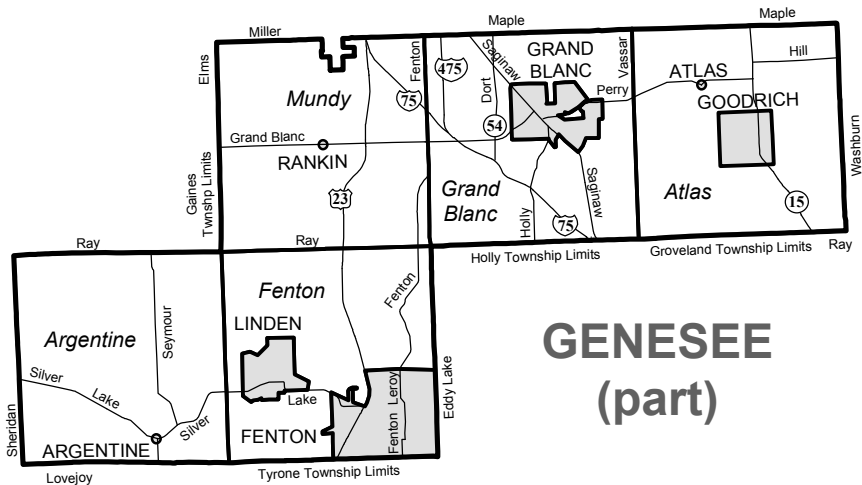 Miller
Maple
Maple
Elms
Fenton
Saginaw
GRAND
BLANC
Vassar
Hill
475
Dort
ATLAS
Mundy
75
Perry
GOODRICH
54
Grand Blanc
RANKIN
Washburn
Gaines
Twnshp Limits
23
Grand
Blanc
Holly
Saginaw
Atlas
15
75
Ray
Ray
Holly Township Limits
Groveland Township Limits
Ray
Fenton
Fenton
Seymour
LINDEN
Argentine
GENESEE
(part)
Silver
Lake
Lake
Fenton Leroy
Eddy Lake
Sheridan
Silver
FENTON
ARGENTINE
Lovejoy
Tyrone Township Limits